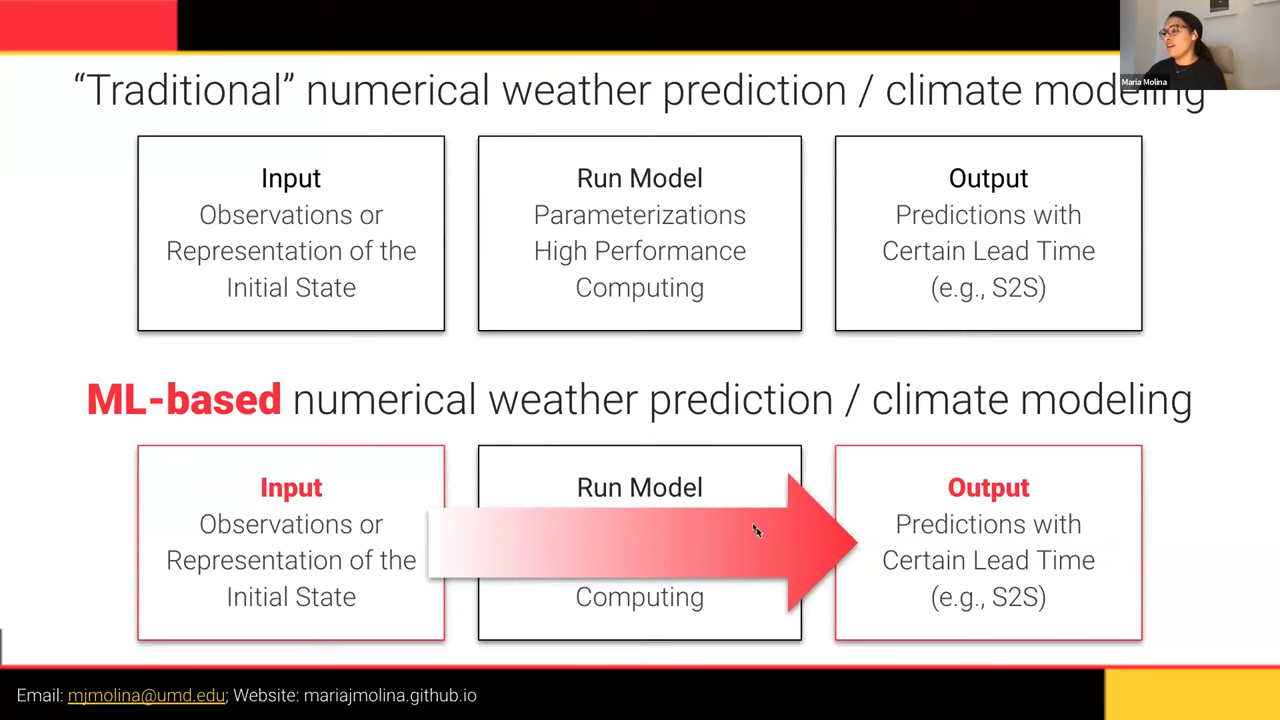 Maria Molina
“Traditional” numerical weather prediction / climate modeling
Input
Observations or
Representation of the
Initial State
Run Model
Parameterizations
High Performance
Computing
Output
Predictions with
Certain Lead Time
(e.g., S2S)
ML-based numerical weather prediction / climate modeling
Input
Observations or
Representation of the
Initial State
Run Model
Computing
Output
Predictions with
Certain Lead Time
(e.g., S2S)
Email: mjmolina@umd.edu; Website: mariajmolina.github.io